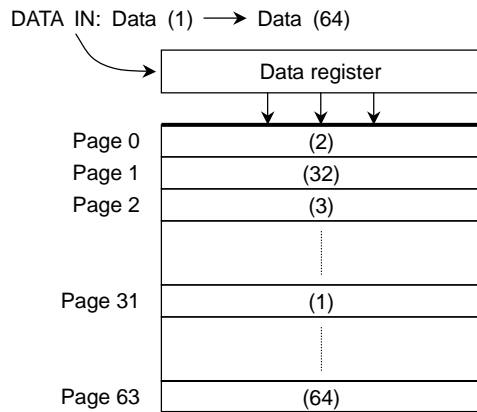 DATA IN: Data (1) Data (64)
Data register
Page 0 (2)
Page 1 (32)
Page 2 (3)
Page 31 (1)
Page 63 (64)